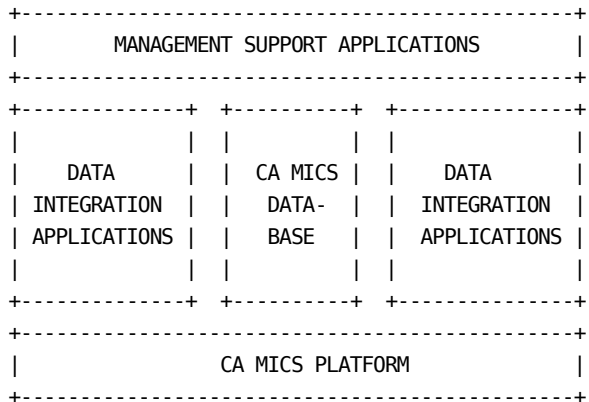 MANAGEMENT SUPPORT APPLICATIONS
DATA CA MICS DATA
INTEGRATION DATA- INTEGRATION
APPLICATIONS BASE APPLICATIONS
CA MICS PLATFORM